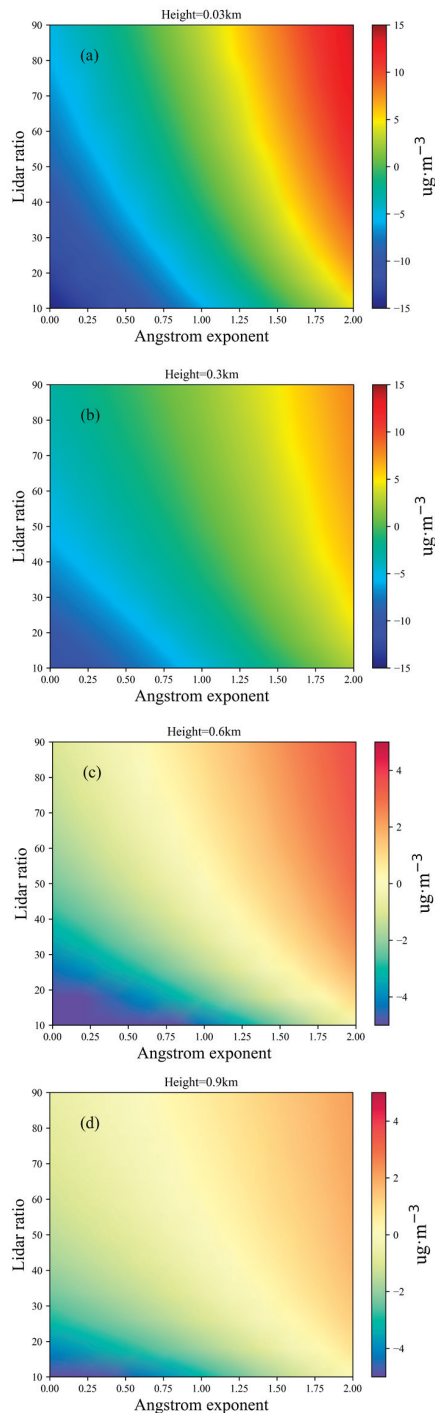 Height=0.03km
(a)
Lidar ratio
90
80
70
60
50
40
30
20
10
0.00 0.25 0.50 0.75 1.00 1.25 1.50 1.75 2.00
Angstrom exponent
15
10
5
0
−5
−10
−15
ug·m⁻³
Height=0.3km
(b)
Lidar ratio
90
80
70
60
50
40
30
20
10
0.00 0.25 0.50 0.75 1.00 1.25 1.50 1.75 2.00
Angstrom exponent
15
10
5
0
−5
−10
−15
ug·m⁻³
Height=0.6km
(c)
Lidar ratio
90
80
70
60
50
40
30
20
10
0.00 0.25 0.50 0.75 1.00 1.25 1.50 1.75 2.00
Angstrom exponent
4
2
0
−2
−4
ug·m⁻³
Height=0.9km
(d)
Lidar ratio
90
80
70
60
50
40
30
20
10
0.00 0.25 0.50 0.75 1.00 1.25 1.50 1.75 2.00
Angstrom exponent
4
2
0
−2
−4
ug·m⁻³